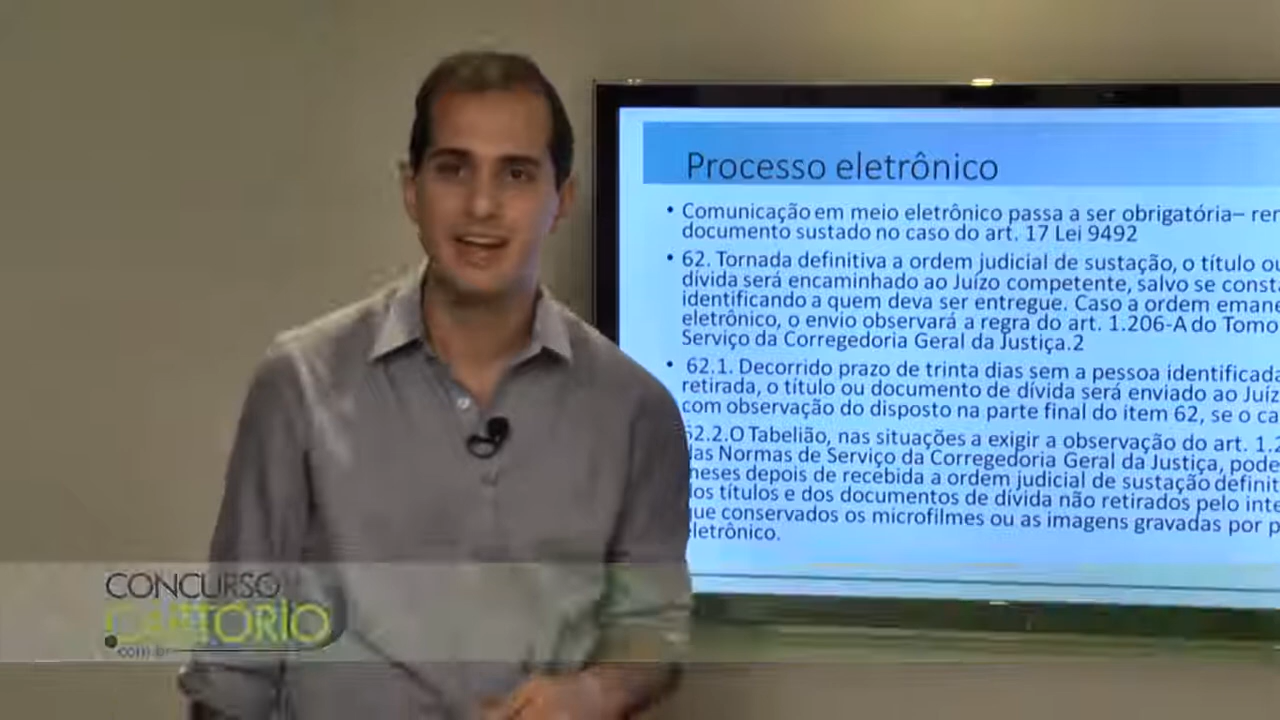 Processo eletrônico
• Comunicação em meio eletrônico passa a ser obrigatória– rem
documento sustado no caso do art. 17 Lei 9492
• 62. Tornada definitiva a ordem judicial de sustação, o título ou
dívida será encaminhado ao Juízo competente, salvo se consta
identificando a quem deva ser entregue. Caso a ordem emane
eletrônico, o envio observará a regra do art. 1.206-A do Tomo
Serviço da Corregedoria Geral da Justiça.2
• 62.1. Decorrido prazo de trinta dias sem a pessoa identificada
retirada, o título ou documento de dívida será enviado ao Juíz
com observação do disposto na parte final do item 62, se o ca
62.2.O Tabelião, nas situações a exigir a observação do art. 1.2
das Normas de Serviço da Corregedoria Geral da Justiça, pode
meses depois de recebida a ordem judicial de sustação definit
dos títulos e dos documentos de dívida não retirados pelo inte
que conservados os microfilmes ou as imagens gravadas por p
eletrônico.
CONCURSO
CARTÓRIO
.com.br